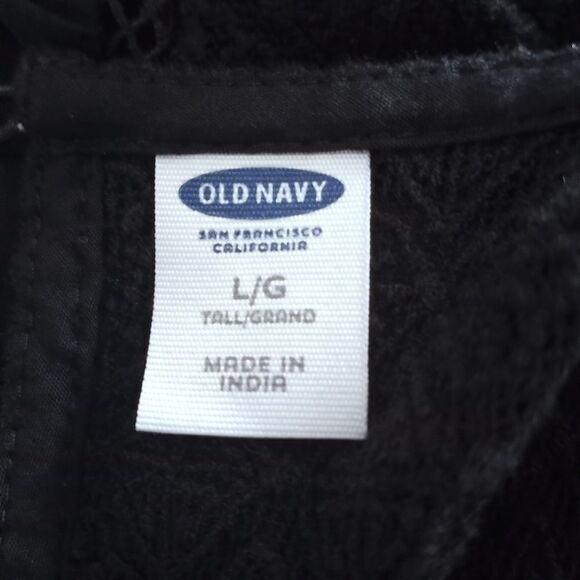 OLD NAVY
SAN FRANCISCO
CALIFORNIA
L/G
TALL/GRAND
MADE IN
INDIA